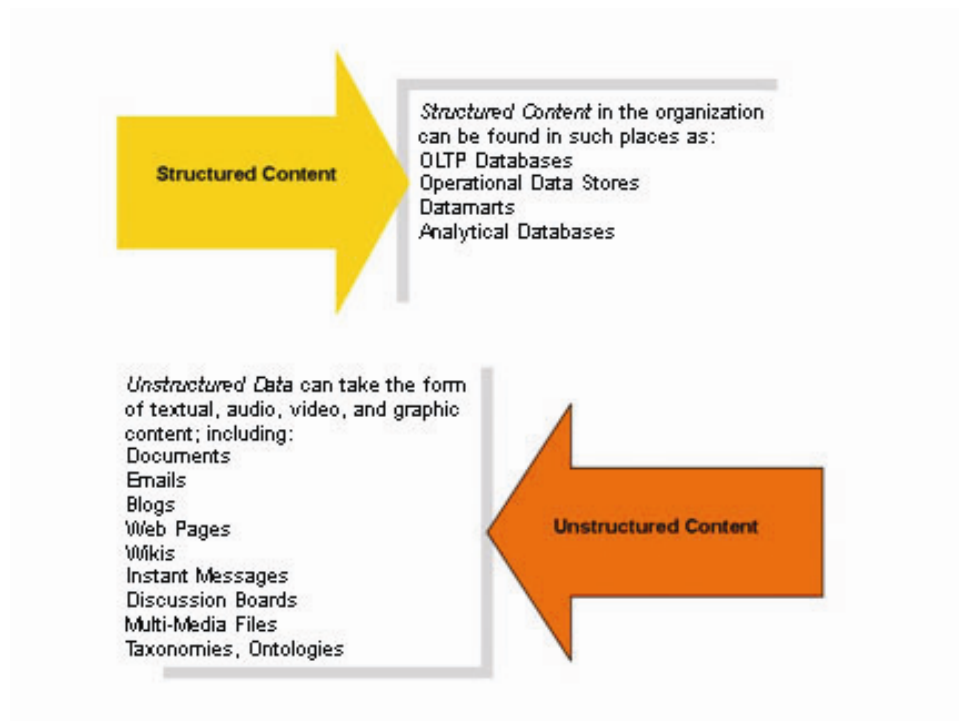 Structured Content
Structured Content in the organization
can be found in such places as:
OLTP Databases
Operational Data Stores
Datamarts
Analytical Databases
Unstructured Data can take the form
of textual, audio, video, and graphic
content; including:
Documents
Emails
Blogs
Web Pages
Wikis
Instant Messages
Discussion Boards
Multi-Media Files
Taxonomies, Ontologies
Unstructured Content